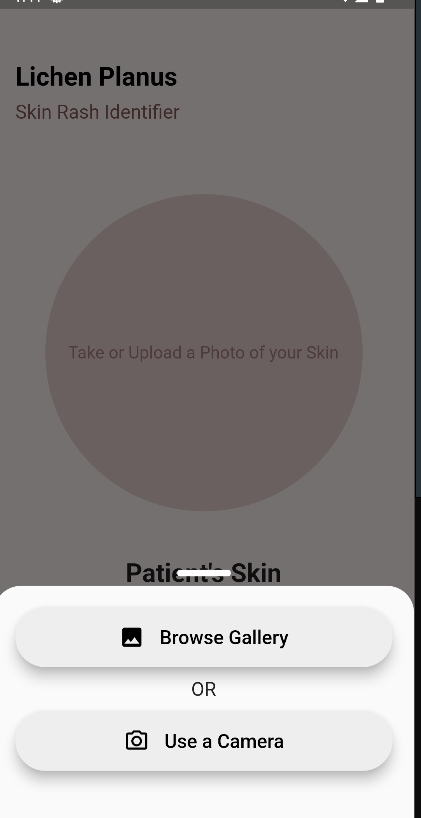 Lichen Planus
Skin Rash Identifier
Take or Upload a Photo of your Skin
Patient's Skin
Browse Gallery
OR
Use a Camera